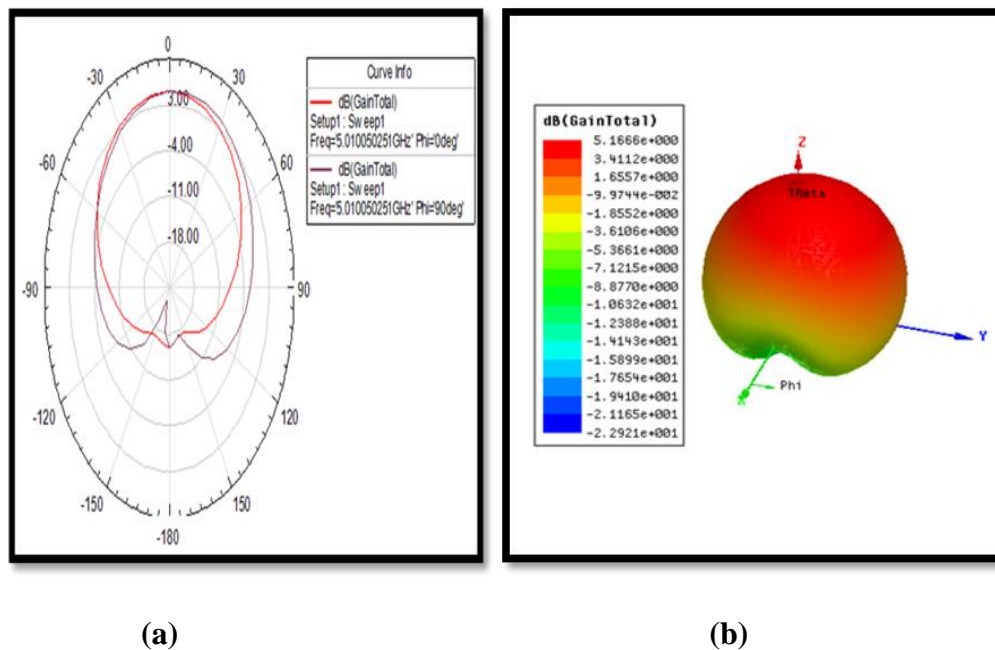 0
-30
30
3.00
-60
60
-4.00
-11.00
-18.00
-90
90
-120
120
-150
150
-180
Curve Info
dB(GainTotal)
Setup1 : Sweep1
Freq='5.010050251GHz' Phi='0deg'
dB(GainTotal)
Setup1 : Sweep1
Freq='5.010050251GHz' Phi='90deg'
dB(GainTotal)
5.1666e+000
3.4112e+000
1.6557e+000
-9.9744e-002
-1.8552e+000
-3.6106e+000
-5.3661e+000
-7.1215e+000
-8.8770e+000
-1.0632e+001
-1.2388e+001
-1.4143e+001
-1.5899e+001
-1.7654e+001
-1.9410e+001
-2.1165e+001
-2.2921e+001
Z
Theta
Y
Phi
X
(a)
(b)